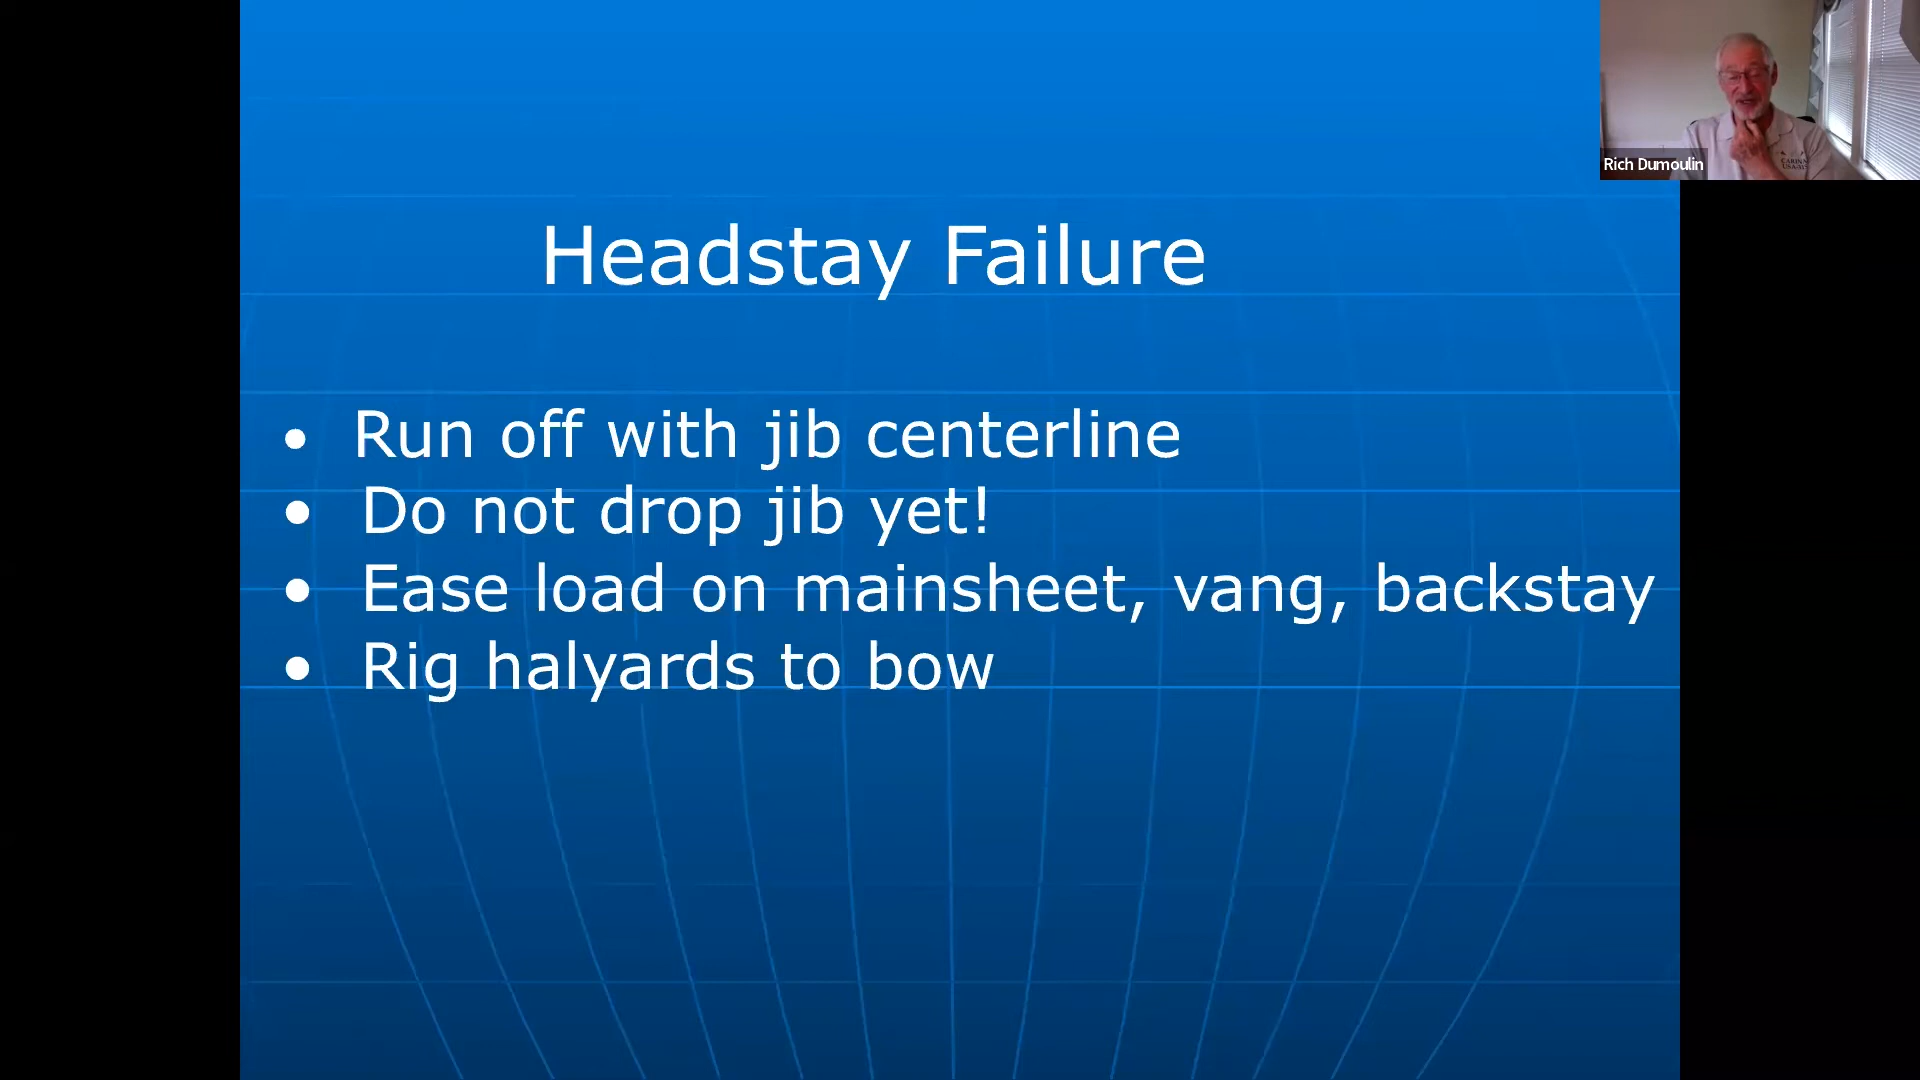 Headstay Failure
• Run off with jib centerline
• Do not drop jib yet!
• Ease load on mainsheet, vang, backstay
• Rig halyards to bow
Rich Dumoulin